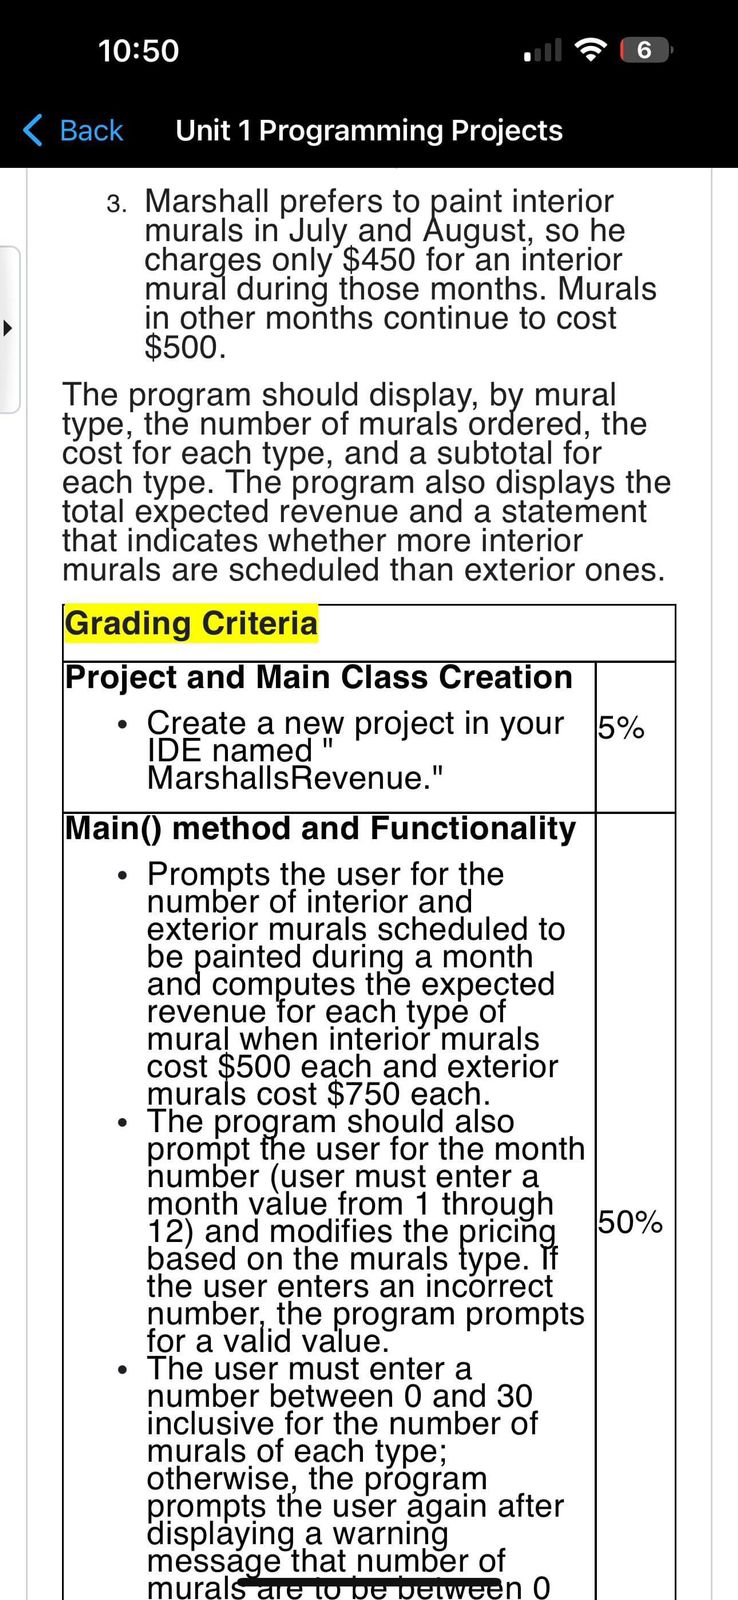 10:50
6
Back
Unit 1 Programming Projects
3. Marshall prefers to paint interior
murals in July and August, so he
charges only $450 for an interior
mural during those months. Murals
in other months continue to cost
$500.
The program should display, by mural
type, the number of murals ordered, the
cost for each type, and a subtotal for
each type. The program also displays the
total expected revenue and a statement
that indicates whether more interior
murals are scheduled than exterior ones.
Grading Criteria
Project and Main Class Creation
• Create a new project in your
IDE named "
MarshallsRevenue."
5%
Main() method and Functionality
• Prompts the user for the
number of interior and
exterior murals scheduled to
be painted during a month
and computes the expected
revenue for each type of
mural when interior murals
cost $500 each and exterior
murals cost $750 each.
• The program should also
prompt the user for the month
number (user must enter a
month value from 1 through
12) and modifies the pricing
based on the murals type. If
the user enters an incorrect
number, the program prompts
for a valid value.
• The user must enter a
number between 0 and 30
inclusive for the number of
murals of each type;
otherwise, the program
prompts the user again after
displaying a warning
message that number of
murals are to be between 0
50%